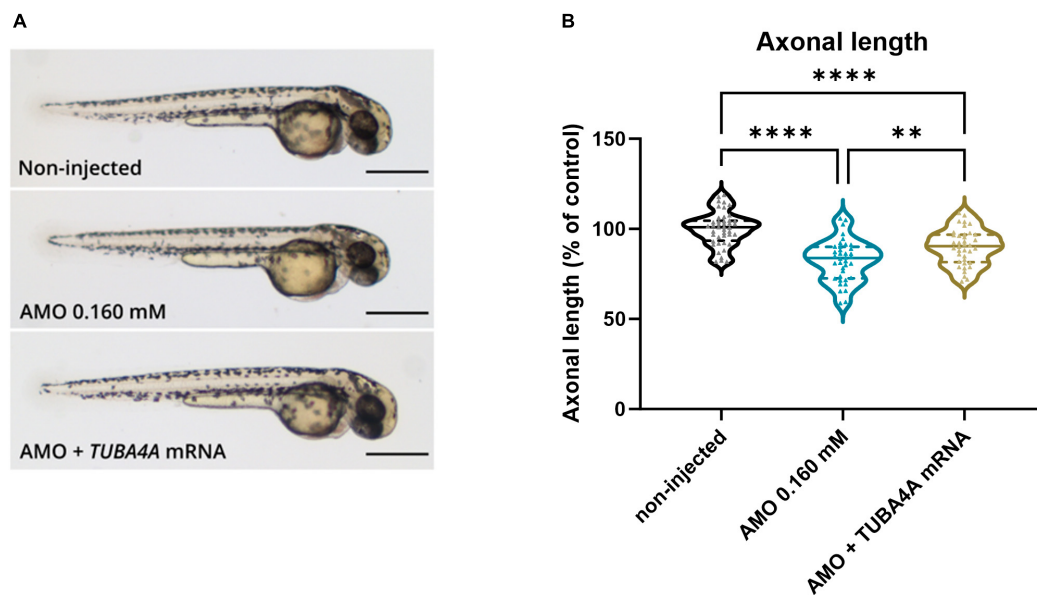 A
Non-injected
AMO 0.160 mM
AMO + TUBA4A mRNA
B
Axonal length
****
****
**
Axonal length (% of control)
150
100
50
0
non-injected
AMO 0.160 mM
AMO + TUBA4A mRNA